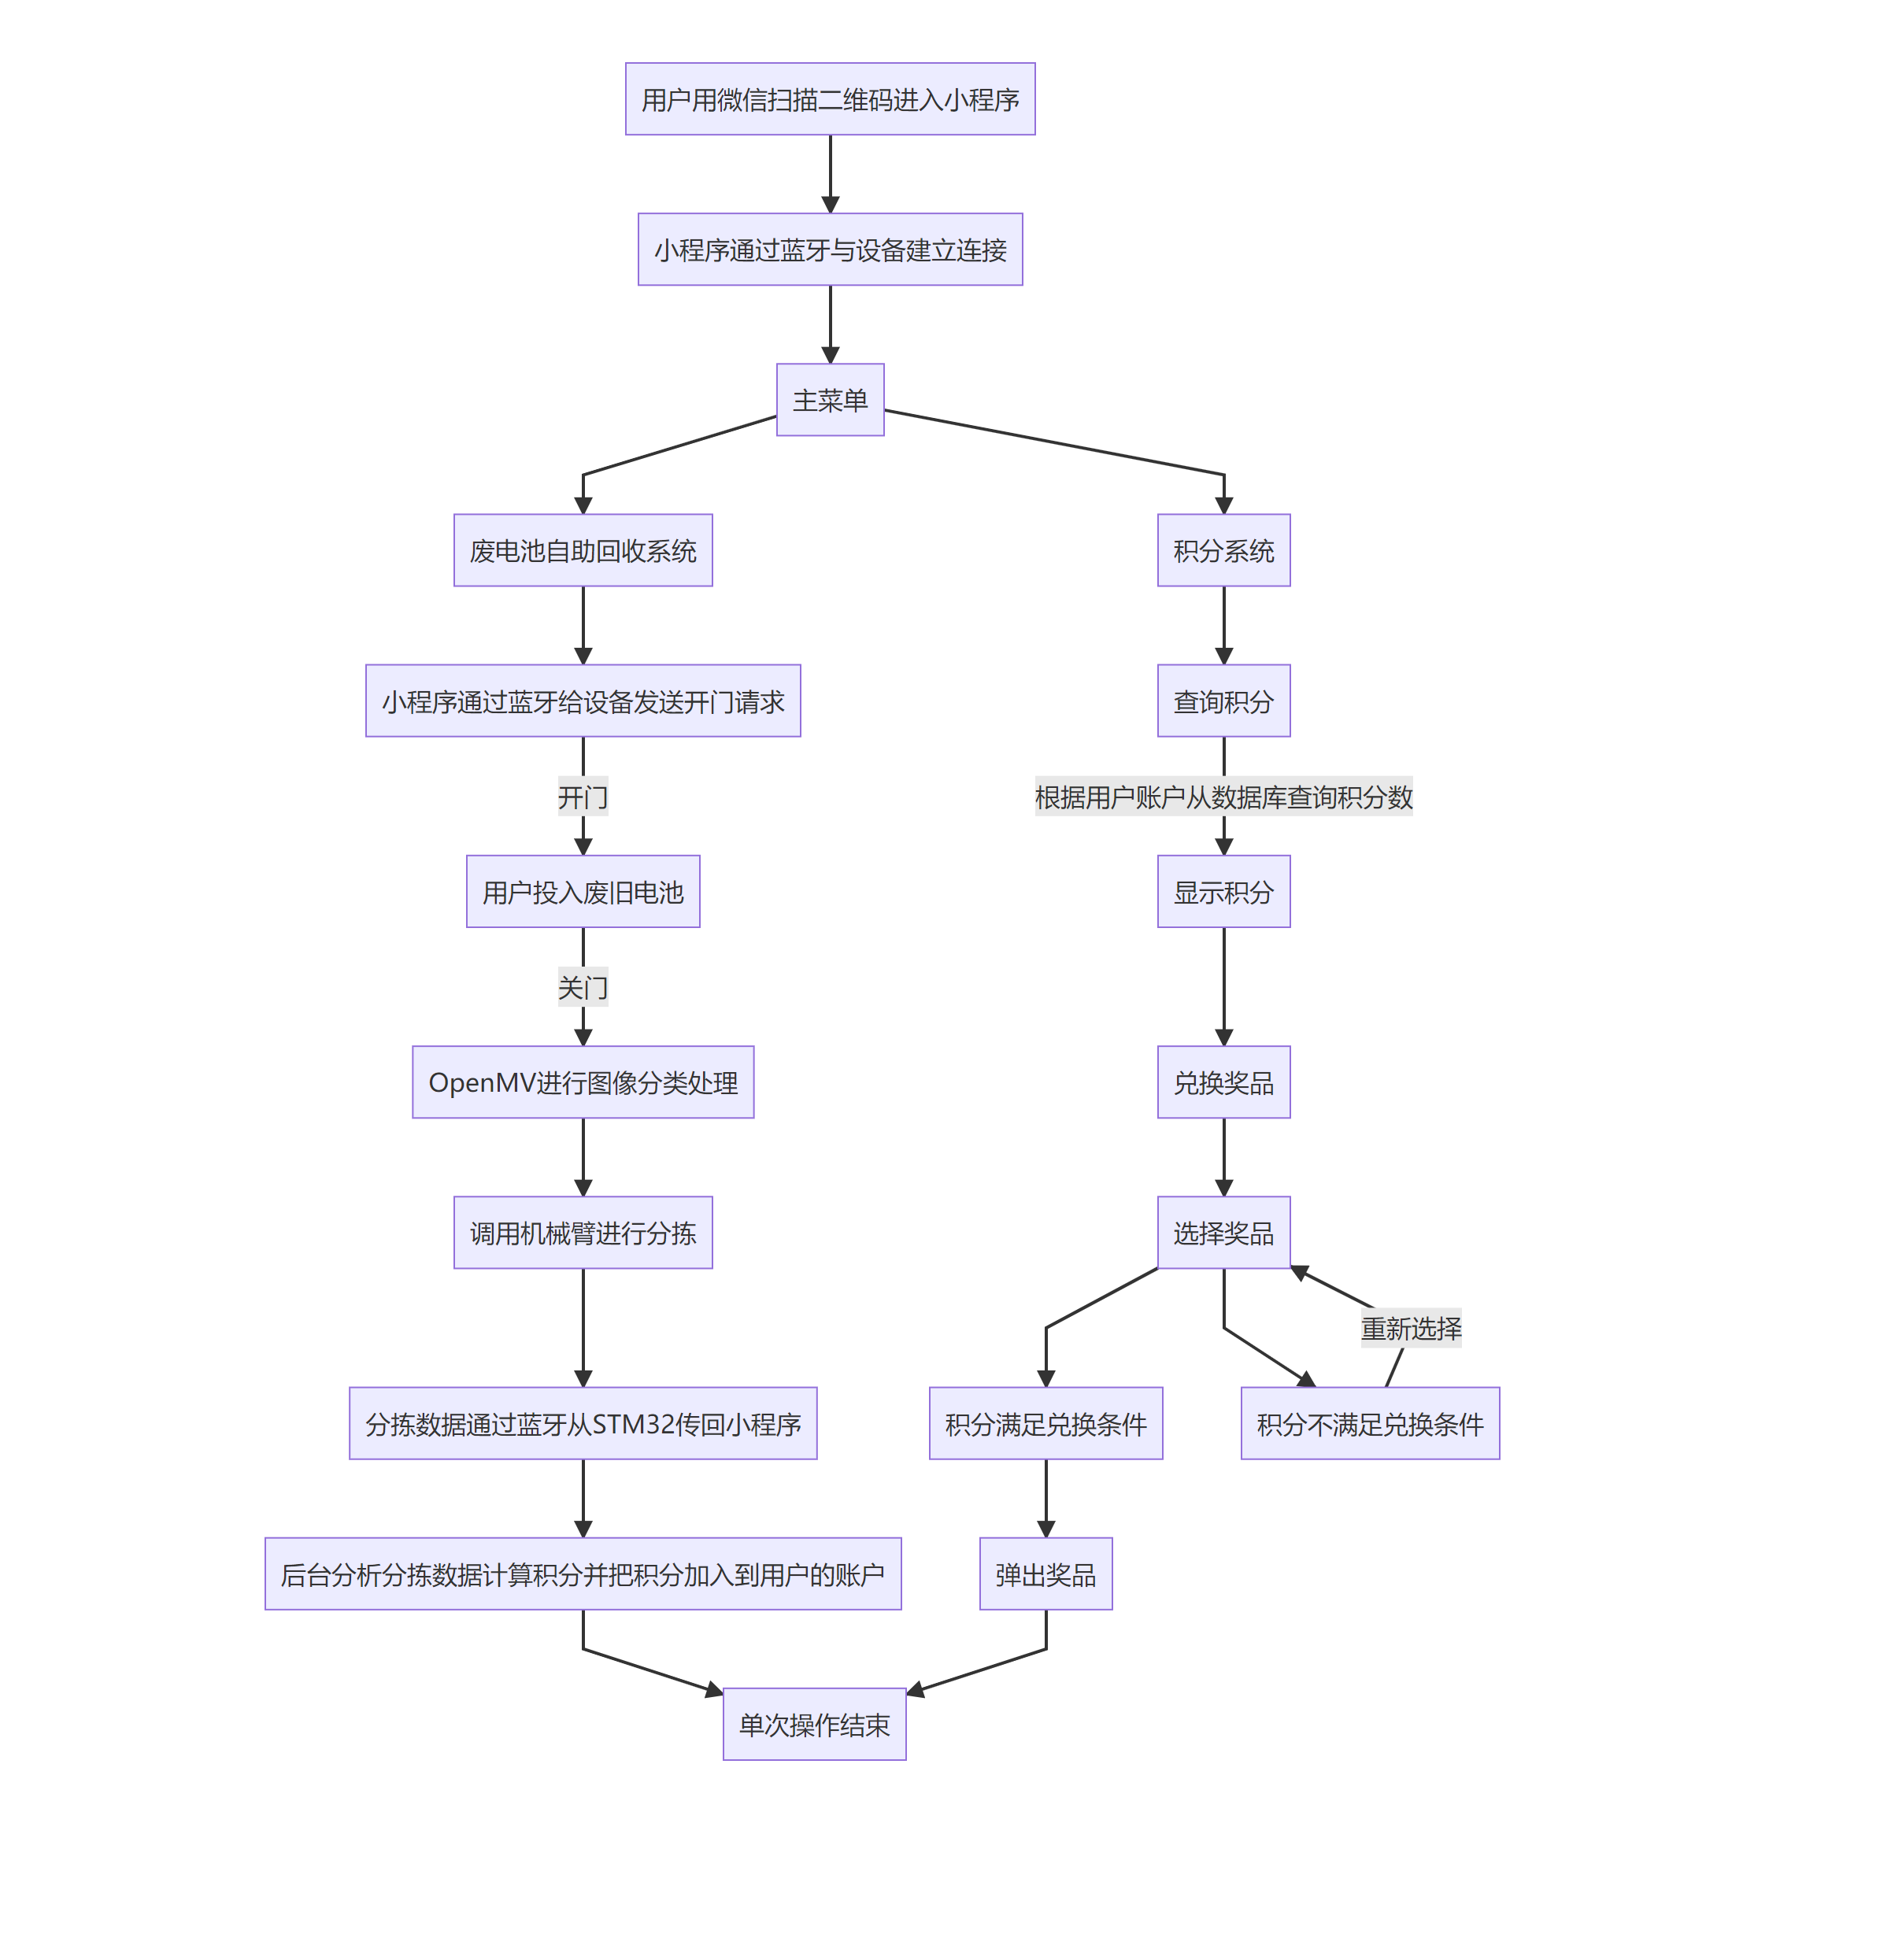 用户用微信扫描二维码进入小程序
小程序通过蓝牙与设备建立连接
主菜单
废电池自助回收系统
积分系统
小程序通过蓝牙给设备发送开门请求
查询积分
开门
根据用户账户从数据库查询积分数
用户投入废旧电池
显示积分
关门
OpenMV进行图像分类处理
兑换奖品
调用机械臂进行分拣
选择奖品
重新选择
分拣数据通过蓝牙从STM32传回小程序
积分满足兑换条件
积分不满足兑换条件
后台分析分拣数据计算积分并把积分加入到用户的账户
弹出奖品
单次操作结束